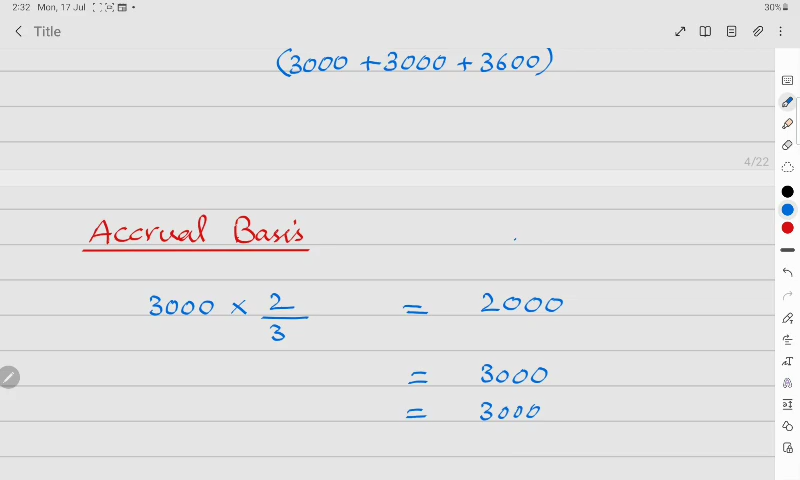 2:32 Mon, 17 Jul 30%
Title
(3000 + 3000 + 3600)
4/22
Accrual Basis
3000 × 2/3 = 2000
= 3000
= 3000